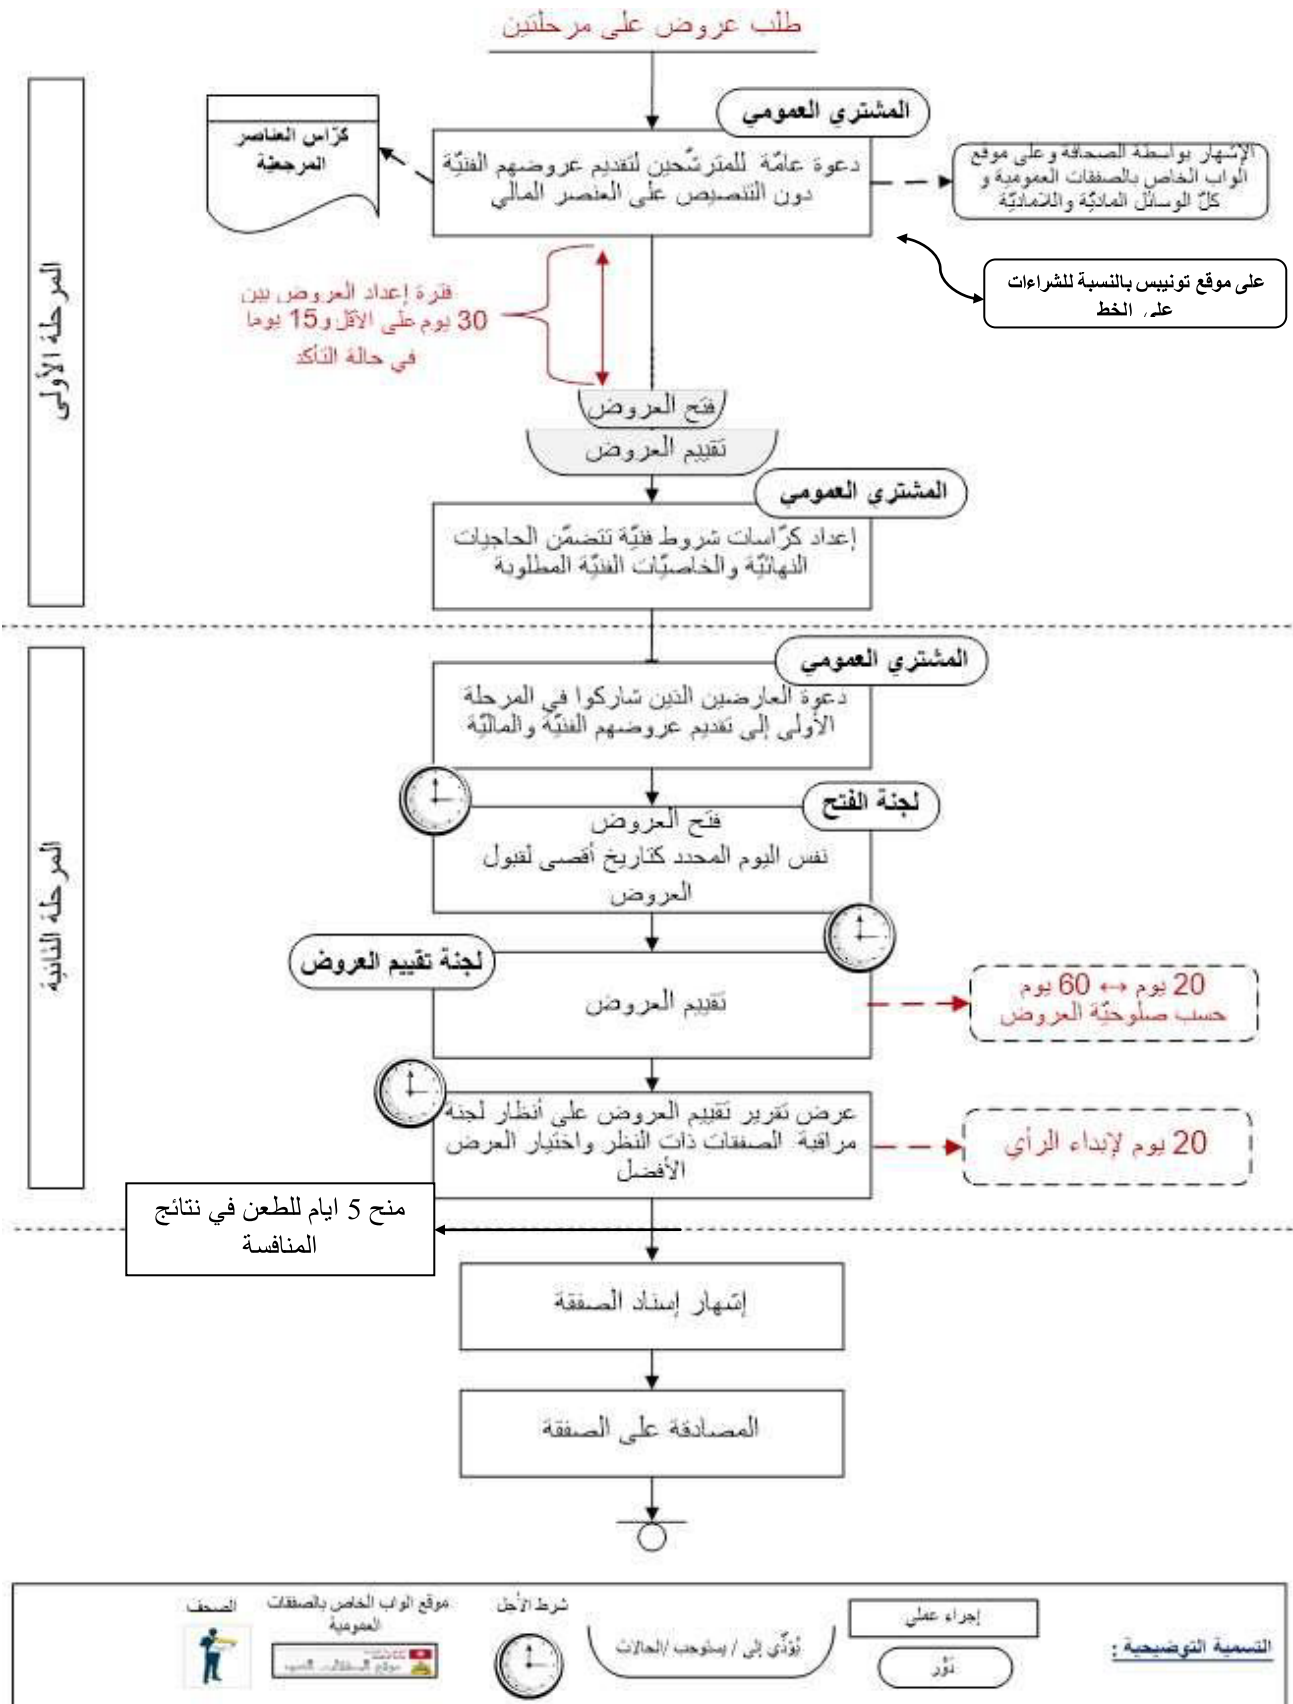 طلب عروض على مرحلتين
المرحلة الأولى
المشتري العمومي
كرّاس العناصر
المرجعيّة
دعوة عامّة للمترشّحين لتقديم عروضهم الفنيّة
دون التنصيص على العنصر المالي
الإشهار بواسطة الصحافة وعلى موقع
الواب الخاص بالصفقات العمومية و
كلّ الوسائل الماديّة واللاماديّة
على موقع تونيبس بالنسبة للشراءات
على الخط
فترة إعداد العروض بين
30 يوم على الأقل و15 يوما
في حالة التأكد
فتح العروض
تقييم العروض
المشتري العمومي
إعداد كرّاسات شروط فنيّة تتضمّن الحاجيات
النهائيّة والخاصيّات الفنيّة المطلوبة
المرحلة الثانية
المشتري العمومي
دعوة العارضين الذين شاركوا في المرحلة
الأولى إلى تقديم عروضهم الفنيّة والماليّة
لجنة الفتح
فتح العروض
نفس اليوم المحدد كتاريخ أقصى لقبول
العروض
لجنة تقييم العروض
تقييم العروض
20 يوم ↔ 60 يوم
حسب صلوحيّة العروض
عرض تقرير تقييم العروض على أنظار لجنة
مراقبة الصفقات ذات النظر واختيار العرض
الأفضل
20 يوم لإبداء الرأي
منح 5 ايام للطعن في نتائج
المنافسة
إشهار إسناد الصفقة
المصادقة على الصفقة
التسمية التوضيحية :
إجراء عملي
دَوْر
يُؤدّي إلى / يستوجب /الحالات
شرط الأجل
موقع الواب الخاص بالصفقات
العمومية
الصحف